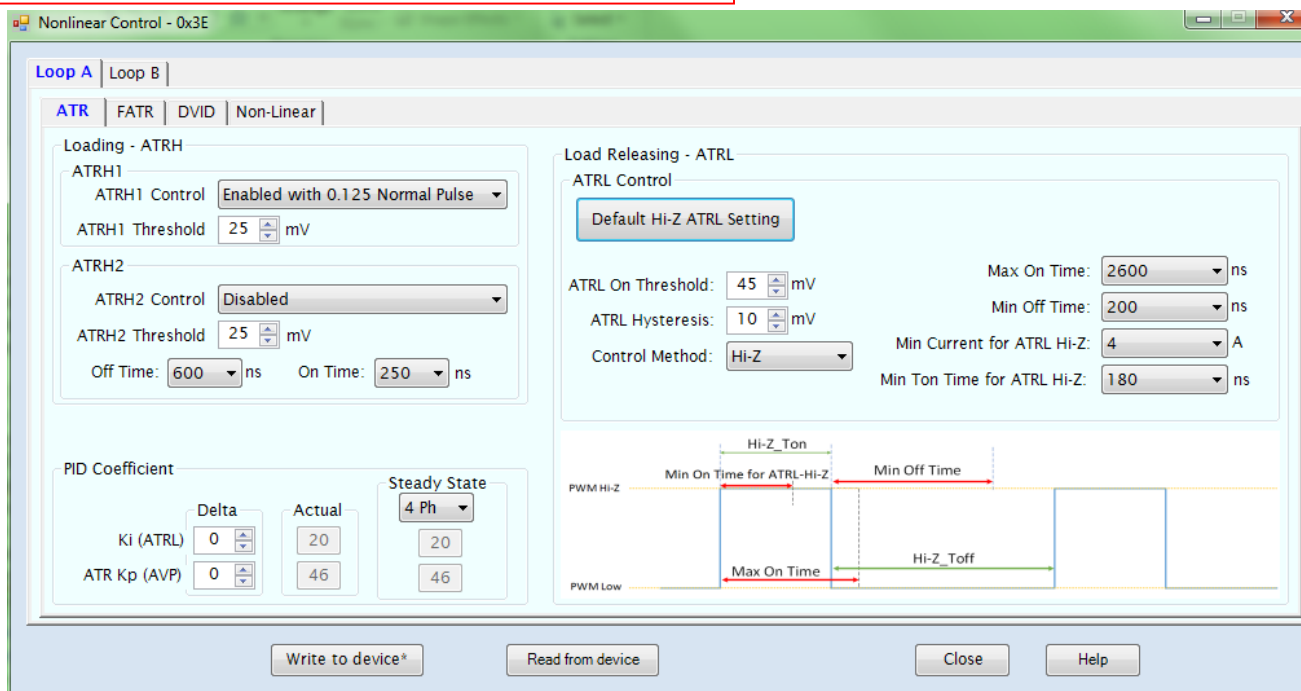 Nonlinear Control - 0x3E
Loop A
Loop B
ATR
FATR
DVID
Non-Linear
Loading - ATRH
ATRH1
ATRH1 Control Enabled with 0.125 Normal Pulse
ATRH1 Threshold 25 mV
ATRH2
ATRH2 Control Disabled
ATRH2 Threshold 25 mV
Off Time: 600 ns On Time: 250 ns
PID Coefficient
Delta Actual Steady State
4 Ph
Ki (ATRL) 0 20 20
ATR Kp (AVP) 0 46 46
Load Releasing - ATRL
ATRL Control
Default Hi-Z ATRL Setting
ATRL On Threshold: 45 mV
ATRL Hysteresis: 10 mV
Control Method: Hi-Z
Max On Time: 2600 ns
Min Off Time: 200 ns
Min Current for ATRL Hi-Z: 4 A
Min Ton Time for ATRL Hi-Z: 180 ns
Hi-Z_Ton
Min On Time for ATRL-Hi-Z Min Off Time
PWM Hi-Z
Hi-Z_Toff
Max On Time
PWM Low
Write to device*
Read from device
Close
Help